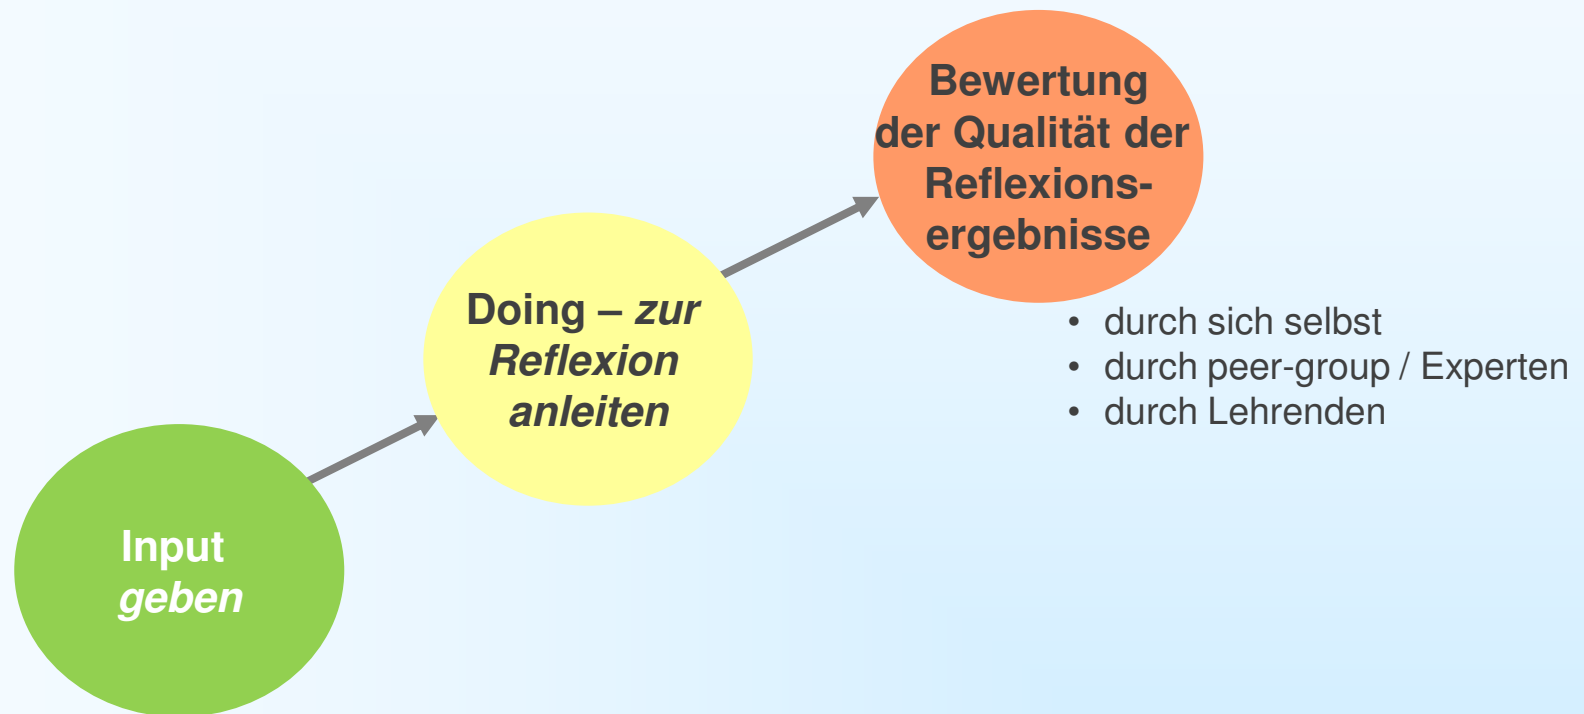 Bewertung
der Qualität der
Reflexions-
ergebnisse
• durch sich selbst
• durch peer-group / Experten
• durch Lehrenden
Doing – zur
Reflexion
anleiten
Input
geben